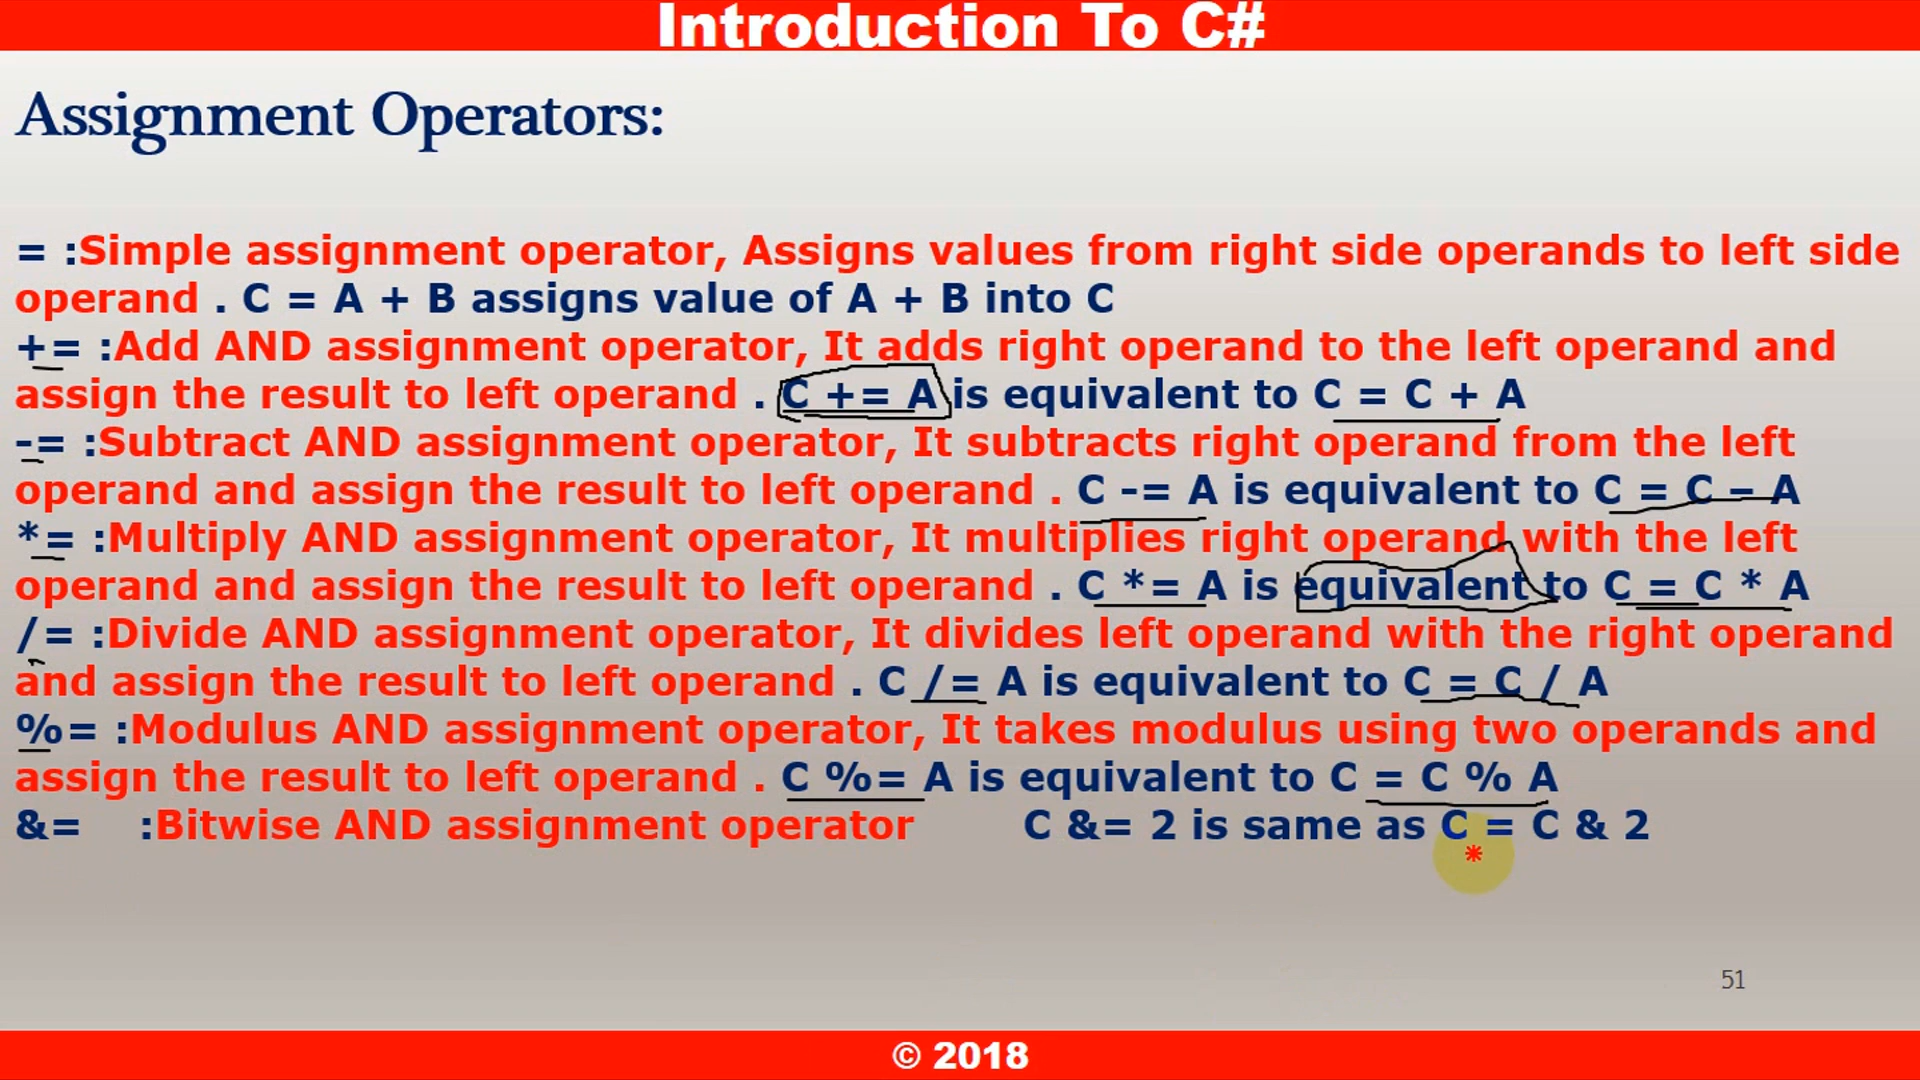 Introduction To C#
Assignment Operators:
= :Simple assignment operator, Assigns values from right side operands to left side
operand . C = A + B assigns value of A + B into C
+= :Add AND assignment operator, It adds right operand to the left operand and
assign the result to left operand . C += A is equivalent to C = C + A
-= :Subtract AND assignment operator, It subtracts right operand from the left
operand and assign the result to left operand . C -= A is equivalent to C = C – A
*= :Multiply AND assignment operator, It multiplies right operand with the left
operand and assign the result to left operand . C *= A is equivalent to C = C * A
/= :Divide AND assignment operator, It divides left operand with the right operand
and assign the result to left operand . C /= A is equivalent to C = C / A
%= :Modulus AND assignment operator, It takes modulus using two operands and
assign the result to left operand . C %= A is equivalent to C = C % A
&= :Bitwise AND assignment operator C &= 2 is same as C = C & 2
51
© 2018